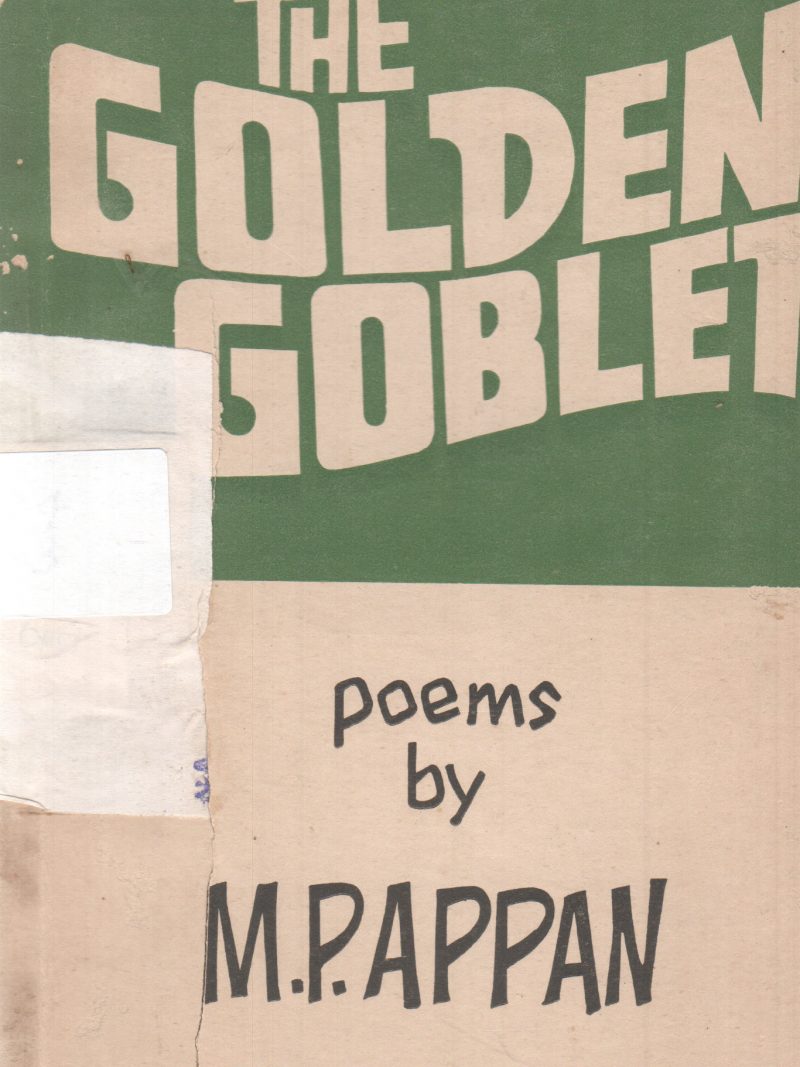 THE
GOLDEN
GOBLET
poems
by
M.P. APPAN